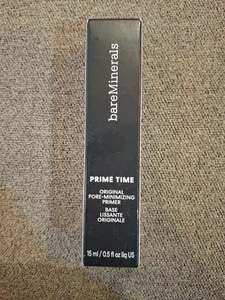 bareMinerals
PRIME TIME
ORIGINAL
PORE-MINIMIZING
PRIMER
BASE
LISSANTE
ORIGINALE
15 ml / 0.5 fl oz liq US